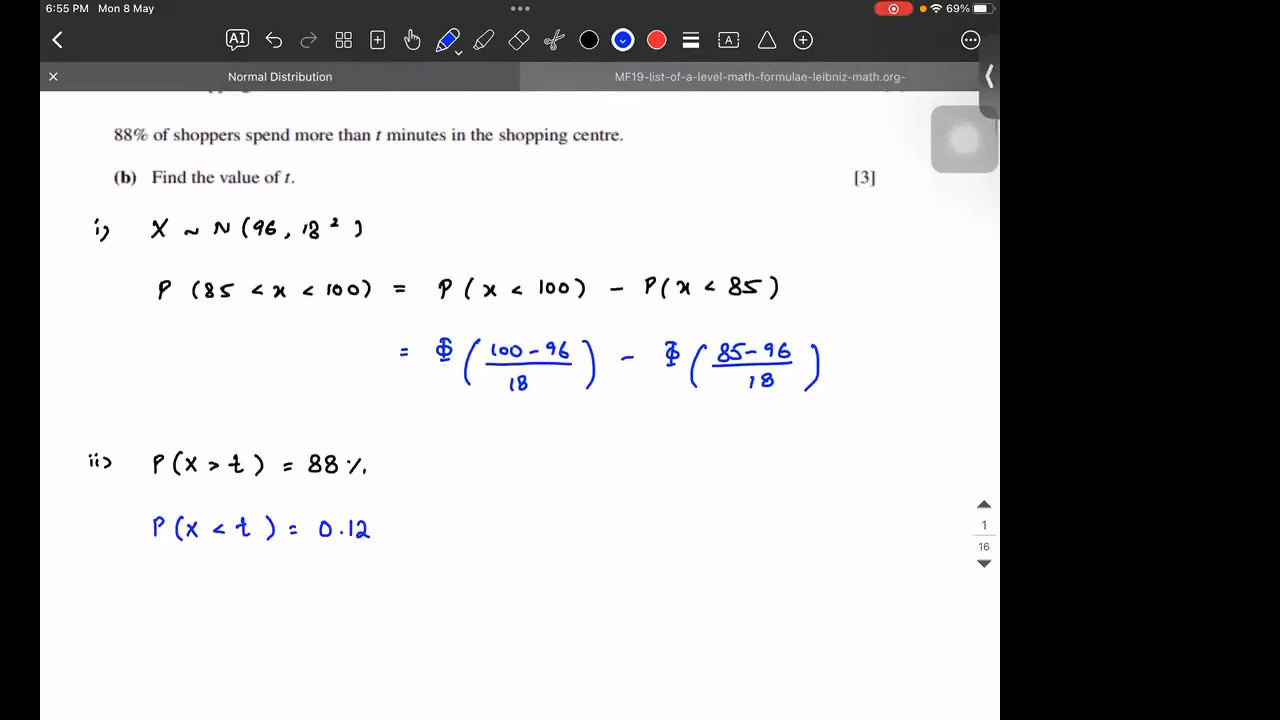 6:55 PM Mon 8 May 69%
AI A
Normal Distribution MF19-list-of-a-level-math-formulae-leibniz-math.org-
88% of shoppers spend more than t minutes in the shopping centre.
(b) Find the value of t. [3]
i) X ~ N (96, 18²)
P (85 < x < 100) = P(x < 100) - P(x < 85)
= Φ((100-96)/18) - Φ((85-96)/18)
ii) P(X > t) = 88%
P(X < t) = 0.12
1
16